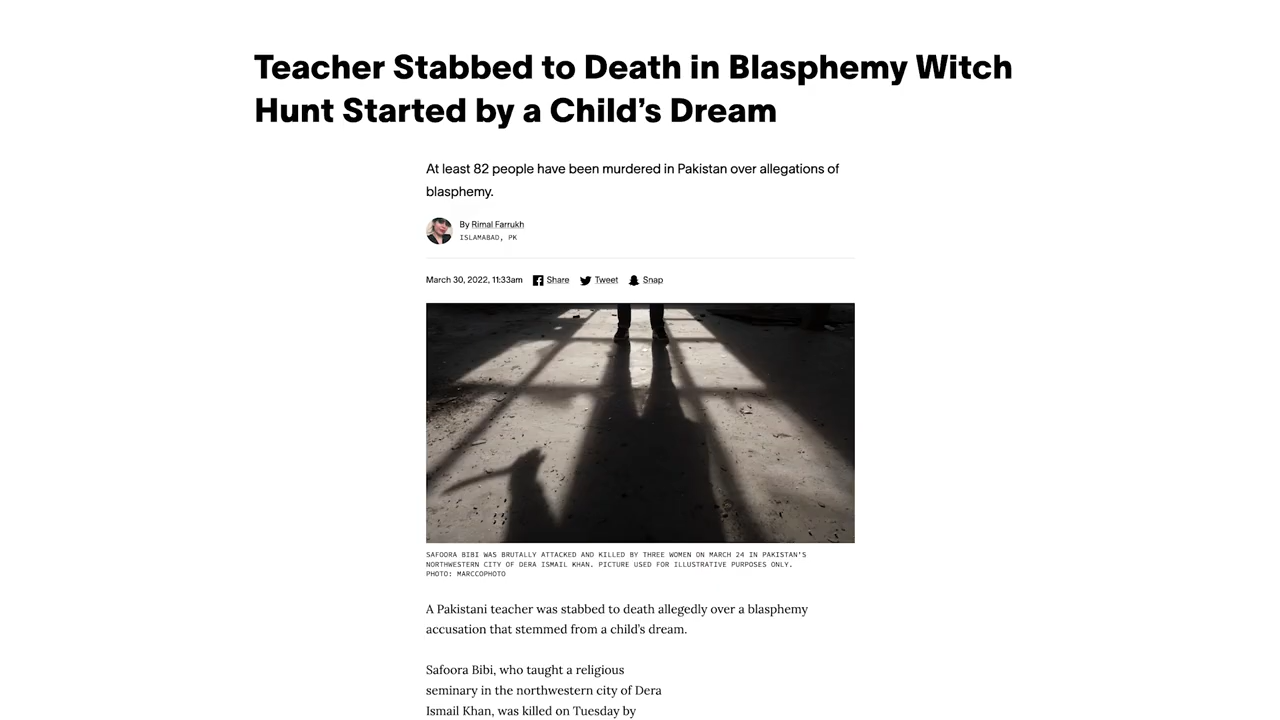 Teacher Stabbed to Death in Blasphemy Witch
Hunt Started by a Child’s Dream
At least 82 people have been murdered in Pakistan over allegations of
blasphemy.
By Rimal Farrukh
ISLAMABAD, PK
March 30, 2022, 11:33am Share Tweet Snap
SAFOORA BIBI WAS BRUTALLY ATTACKED AND KILLED BY THREE WOMEN ON MARCH 24 IN PAKISTAN'S
NORTHWESTERN CITY OF DERA ISMAIL KHAN. PICTURE USED FOR ILLUSTRATIVE PURPOSES ONLY.
PHOTO: MARCCOPHOTO
A Pakistani teacher was stabbed to death allegedly over a blasphemy
accusation that stemmed from a child’s dream.
Safoora Bibi, who taught a religious
seminary in the northwestern city of Dera
Ismail Khan, was killed on Tuesday by